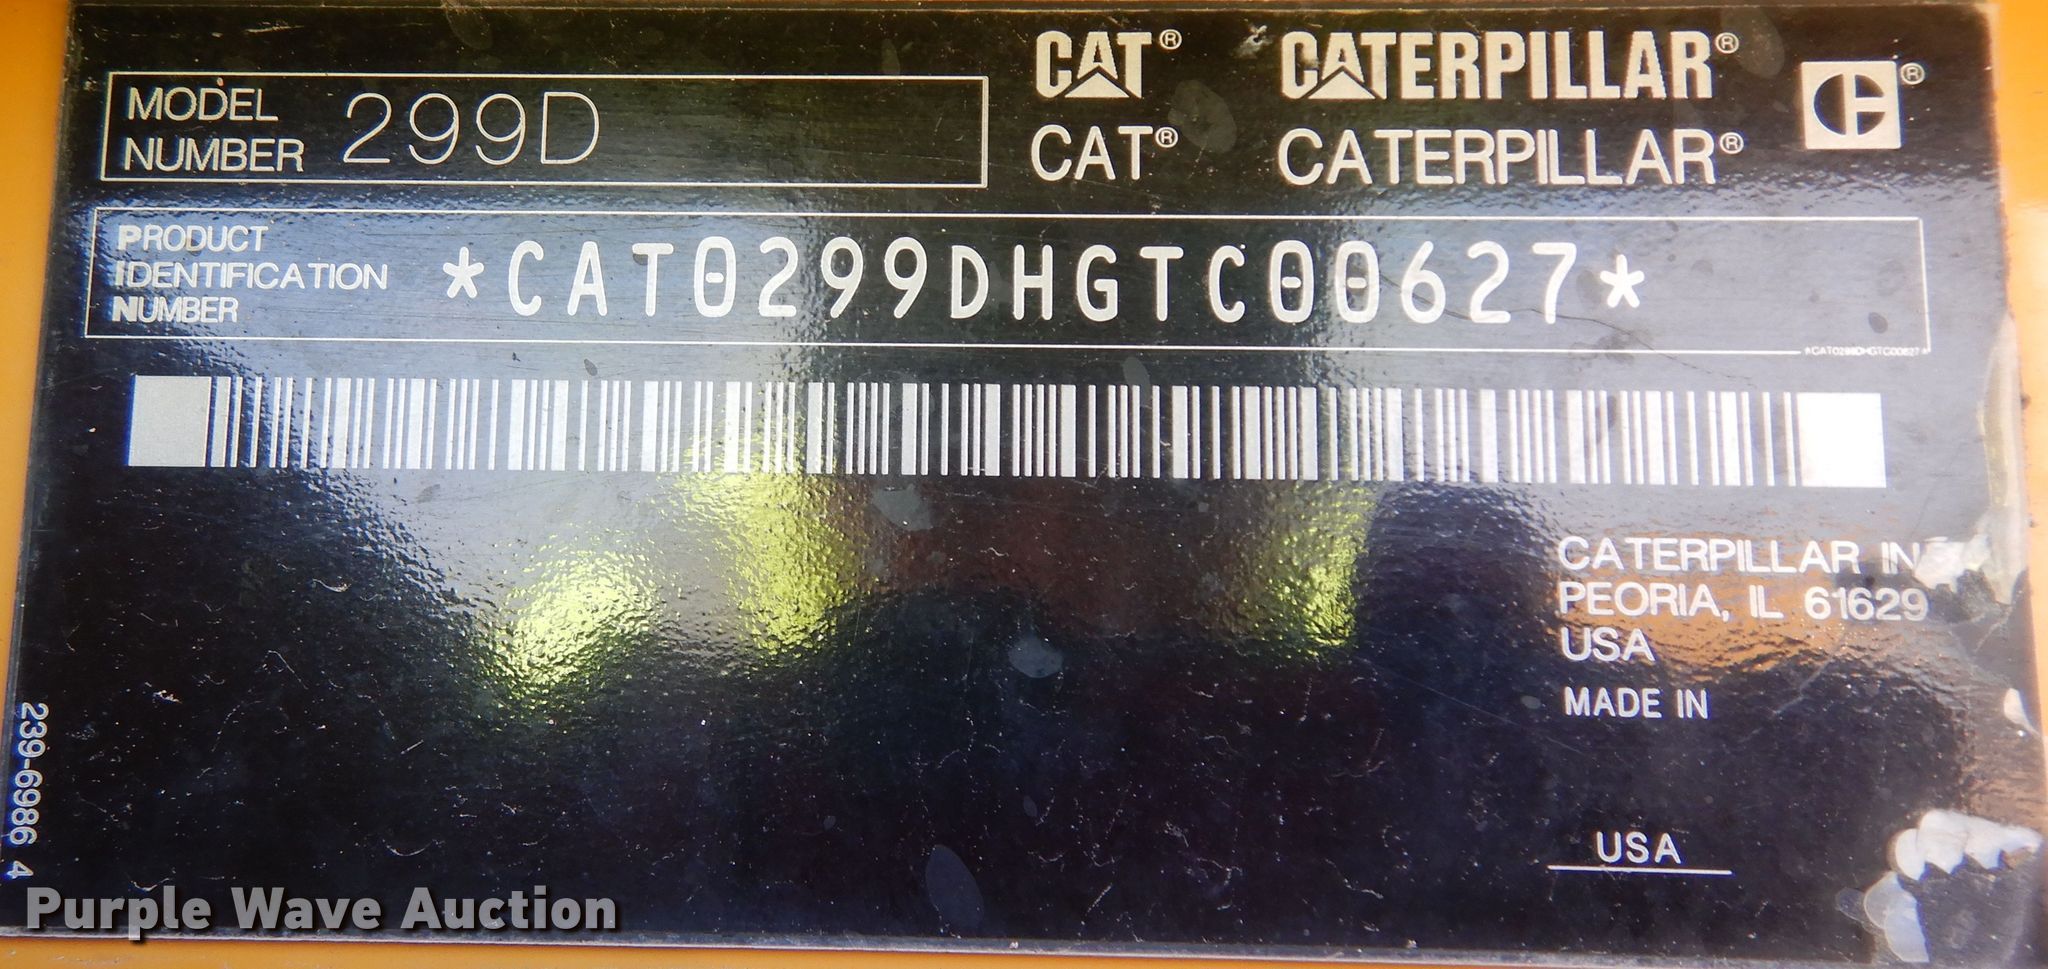 CAT® CATERPILLAR® ®
CAT® CATERPILLAR®
MODEL
NUMBER 299D
PRODUCT
IDENTIFICATION
NUMBER
*CAT0299DHGTC00627*
*CAT0299DHGTC00627*
CATERPILLAR IN
PEORIA, IL 61629
USA
MADE IN
USA
239-6986 4
Purple Wave Auction